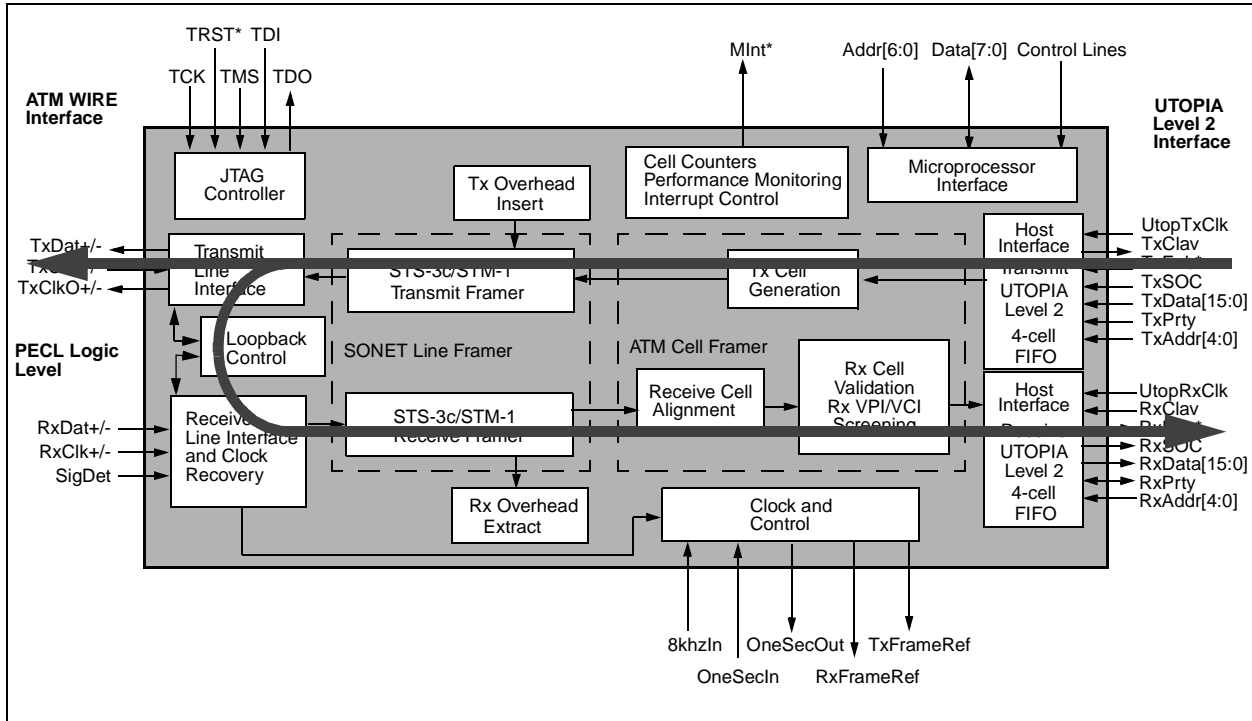 TRST* TDI
TCK TMS TDO
MInt*
Addr[6:0] Data[7:0] Control Lines
ATM WIRE
Interface
UTOPIA
Level 2
Interface
JTAG
Controller
Tx Overhead
Insert
Cell Counters
Performance Monitoring
Interrupt Control
Microprocessor
Interface
TxDat+/-
TxClkO+/-
Transmit
Line
Interface
STS-3c/STM-1
Transmit Framer
Tx Cell
Generation
Host
Interface
Transmit
UTOPIA
Level 2
4-cell
FIFO
UtopTxClk
TxClav
TxSOC
TxData[15:0]
TxPrty
TxAddr[4:0]
PECL Logic
Level
Loopback
Control
SONET Line Framer
ATM Cell Framer
RxDat+/-
RxClk+/-
SigDet
Receive
Line Interface
and Clock
Recovery
STS-3c/STM-1
Receive Framer
Receive Cell
Alignment
Rx Cell
Validation
Rx VPI/VCI
Screening
Host
Interface
Receive
UTOPIA
Level 2
4-cell
FIFO
UtopRxClk
RxClav
RxSOC
RxData[15:0]
RxPrty
RxAddr[4:0]
Rx Overhead
Extract
Clock and
Control
8khzIn OneSecOut TxFrameRef
OneSecIn RxFrameRef